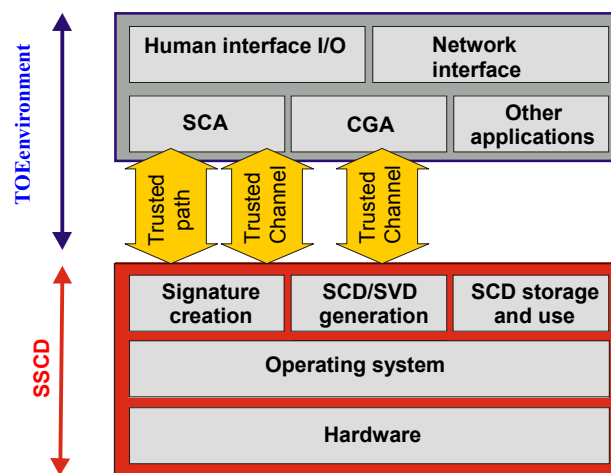 TOEenvironment
Human interface I/O
Network
interface
SCA
CGA
Other
applications
Trusted
path
Trusted
Channel
Trusted
Channel
SSCD
Signature
creation
SCD/SVD
generation
SCD storage
and use
Operating system
Hardware